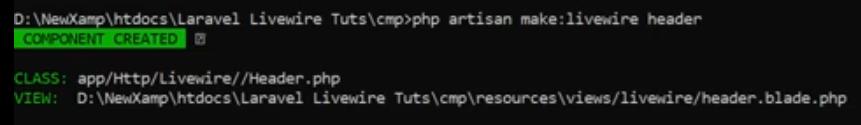 D:\NewXamp\htdocs\Laravel Livewire Tuts\cmp>php artisan make:livewire header
COMPONENT CREATED
CLASS: app/Http/Livewire//Header.php
VIEW: D:\NewXamp\htdocs\Laravel Livewire Tuts\cmp\resources\views/livewire/header.blade.php